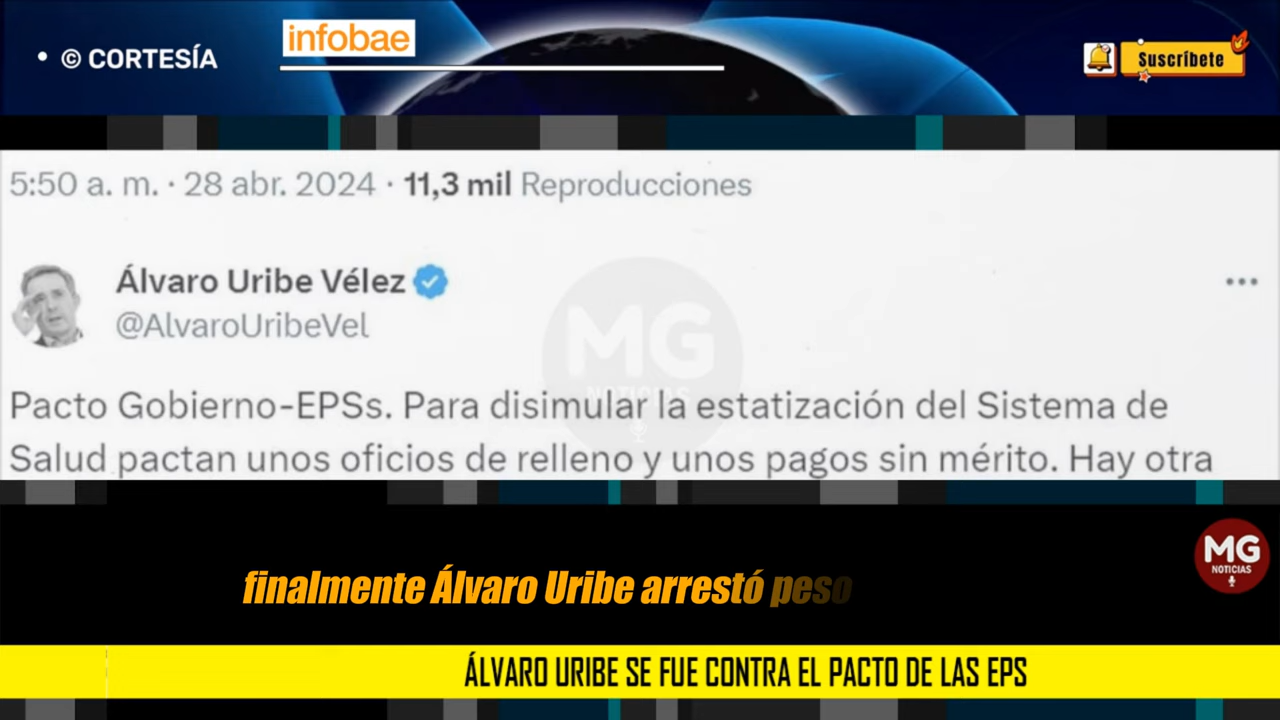 • © CORTESÍA
infobae
Suscríbete
5:50 a. m. · 28 abr. 2024 · 11,3 mil Reproducciones
Álvaro Uribe Vélez
@AlvaroUribeVel
MG
NOTICIAS
Pacto Gobierno-EPSs. Para disimular la estatización del Sistema de
Salud pactan unos oficios de relleno y unos pagos sin mérito. Hay otra
MG
NOTICIAS
finalmente Álvaro Uribe arrestó peso
ÁLVARO URIBE SE FUE CONTRA EL PACTO DE LAS EPS